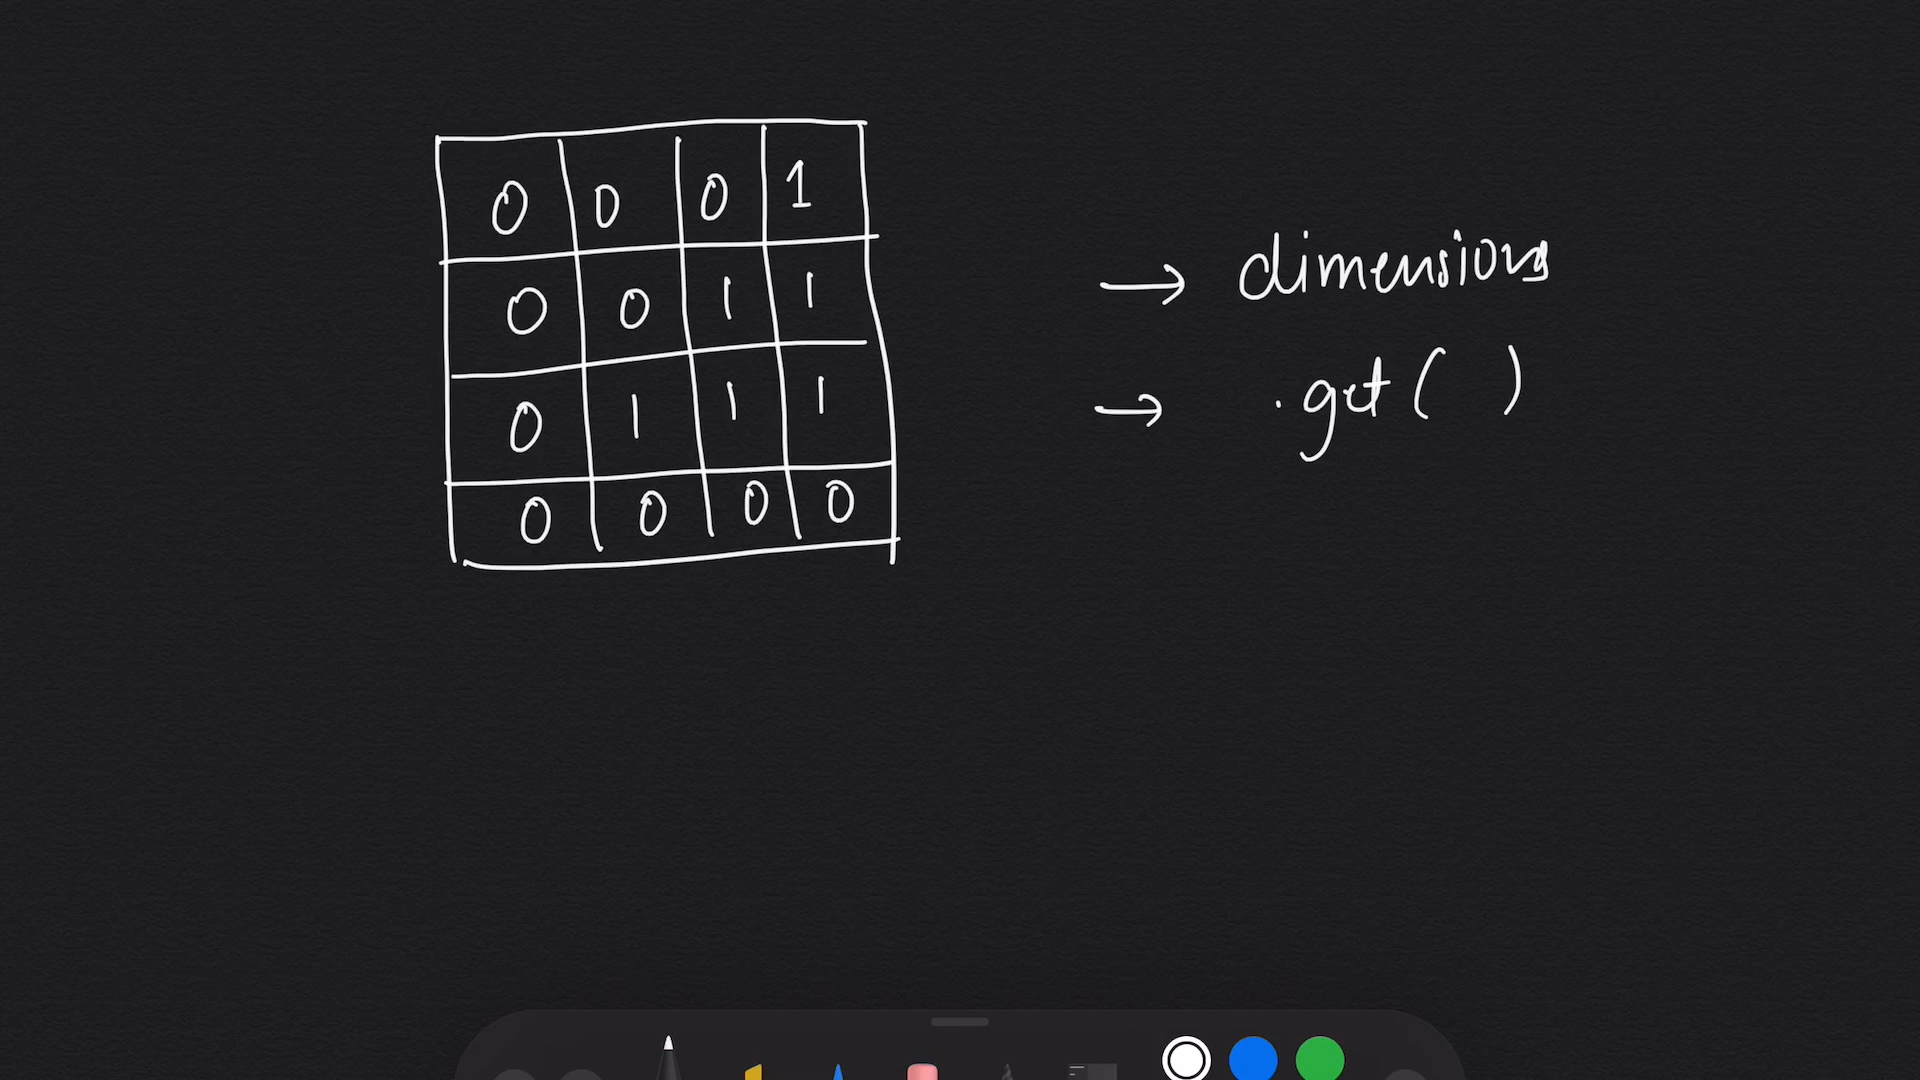 0 0 0 1
0 0 1 1
0 1 1 1
0 0 0 0
→ dimensions
→ .get( )